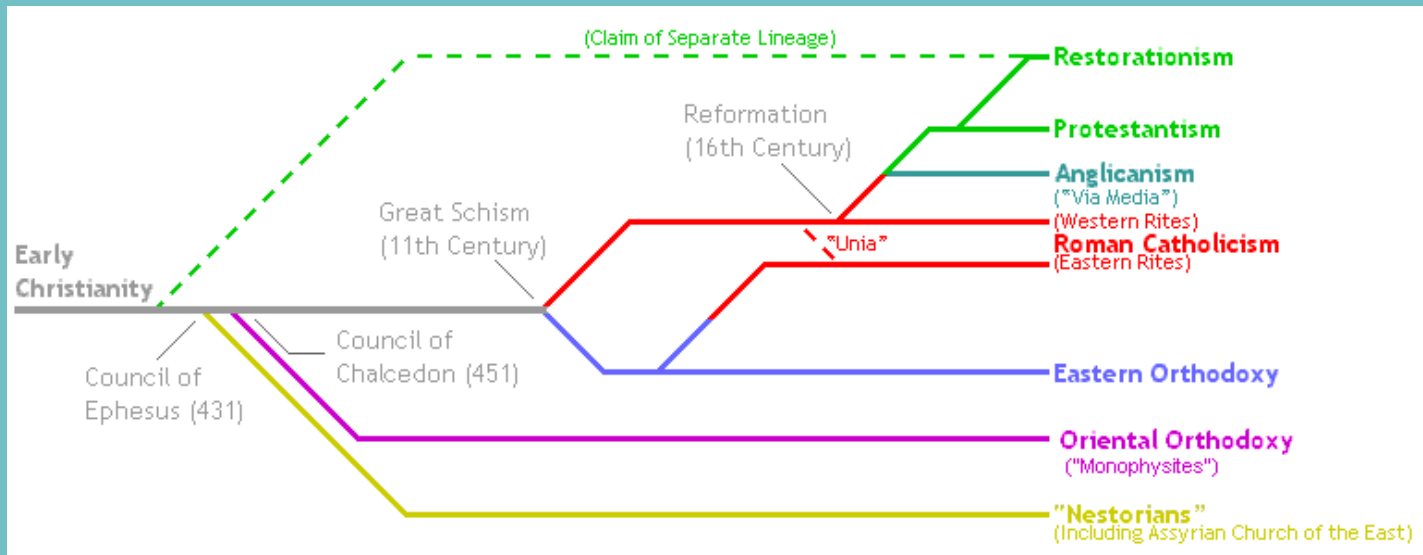 (Claim of Separate Lineage)
Restorationism
Reformation
(16th Century)
Protestantism
Anglicanism
("Via Media")
Great Schism
(11th Century)
(Western Rites)
"Unia"
Roman Catholicism
(Eastern Rites)
Early
Christianity
Council of
Chalcedon (451)
Council of
Ephesus (431)
Eastern Orthodoxy
Oriental Orthodoxy
("Monophysites")
"Nestorians"
(Including Assyrian Church of the East)